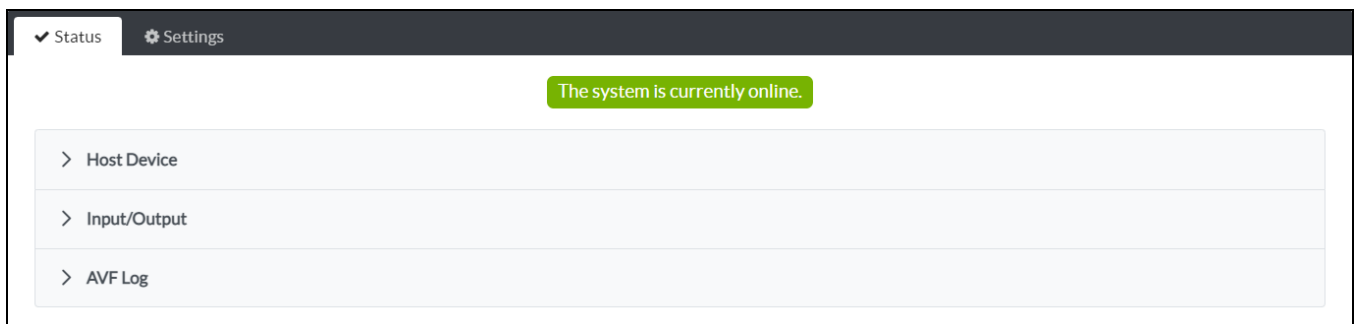 Status
Settings
The system is currently online.
Host Device
Input/Output
AVF Log